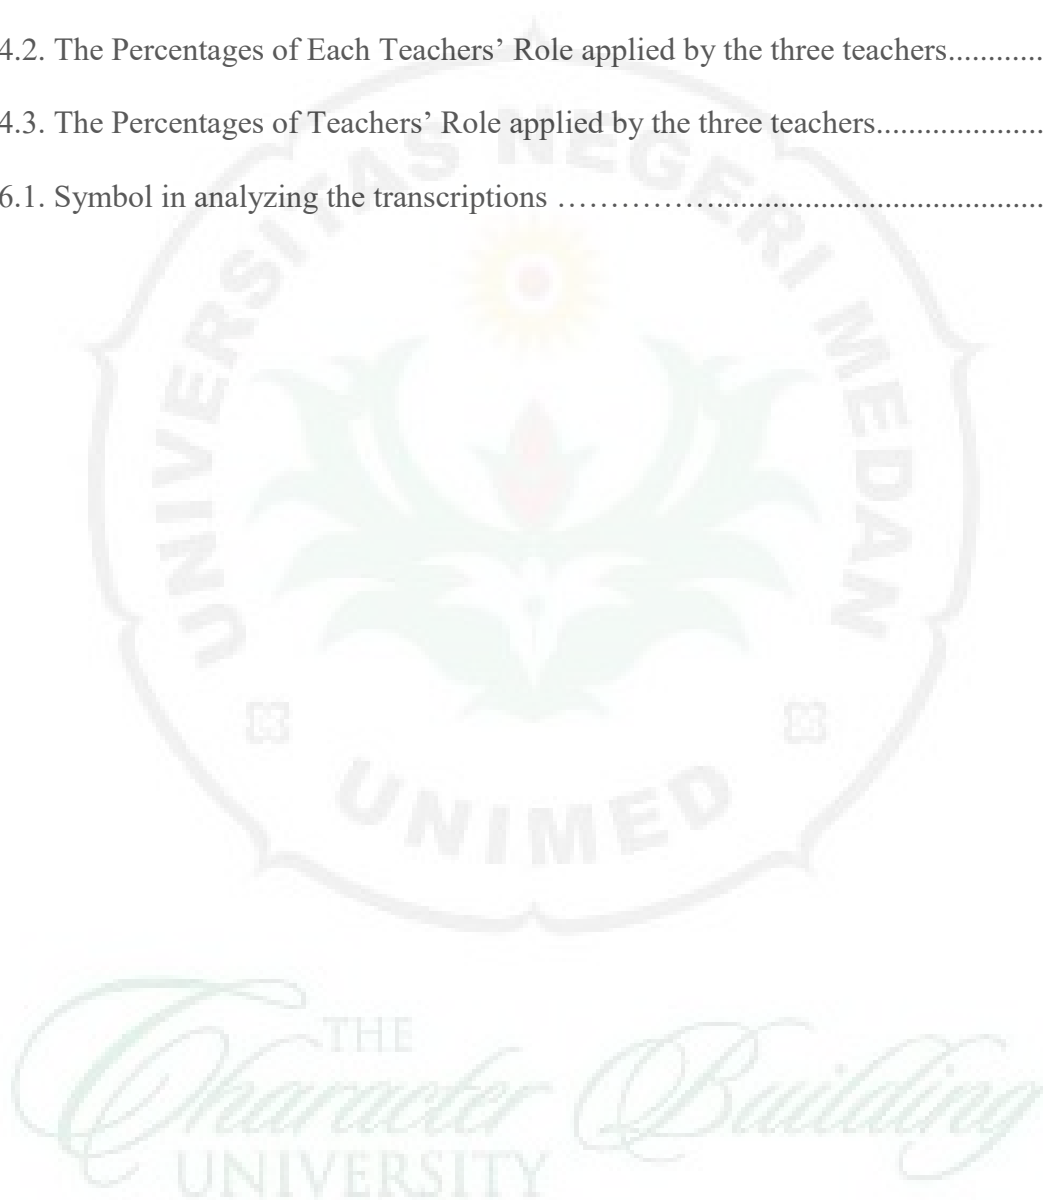 4.2. The Percentages of Each Teachers’ Role applied by the three teachers............
4.3. The Percentages of Teachers’ Role applied by the three teachers.....................
6.1. Symbol in analyzing the transcriptions ……………..........................................
UNIVERSITAS NEGERI MEDAN
UNIMED
THE
Character Building
UNIVERSITY